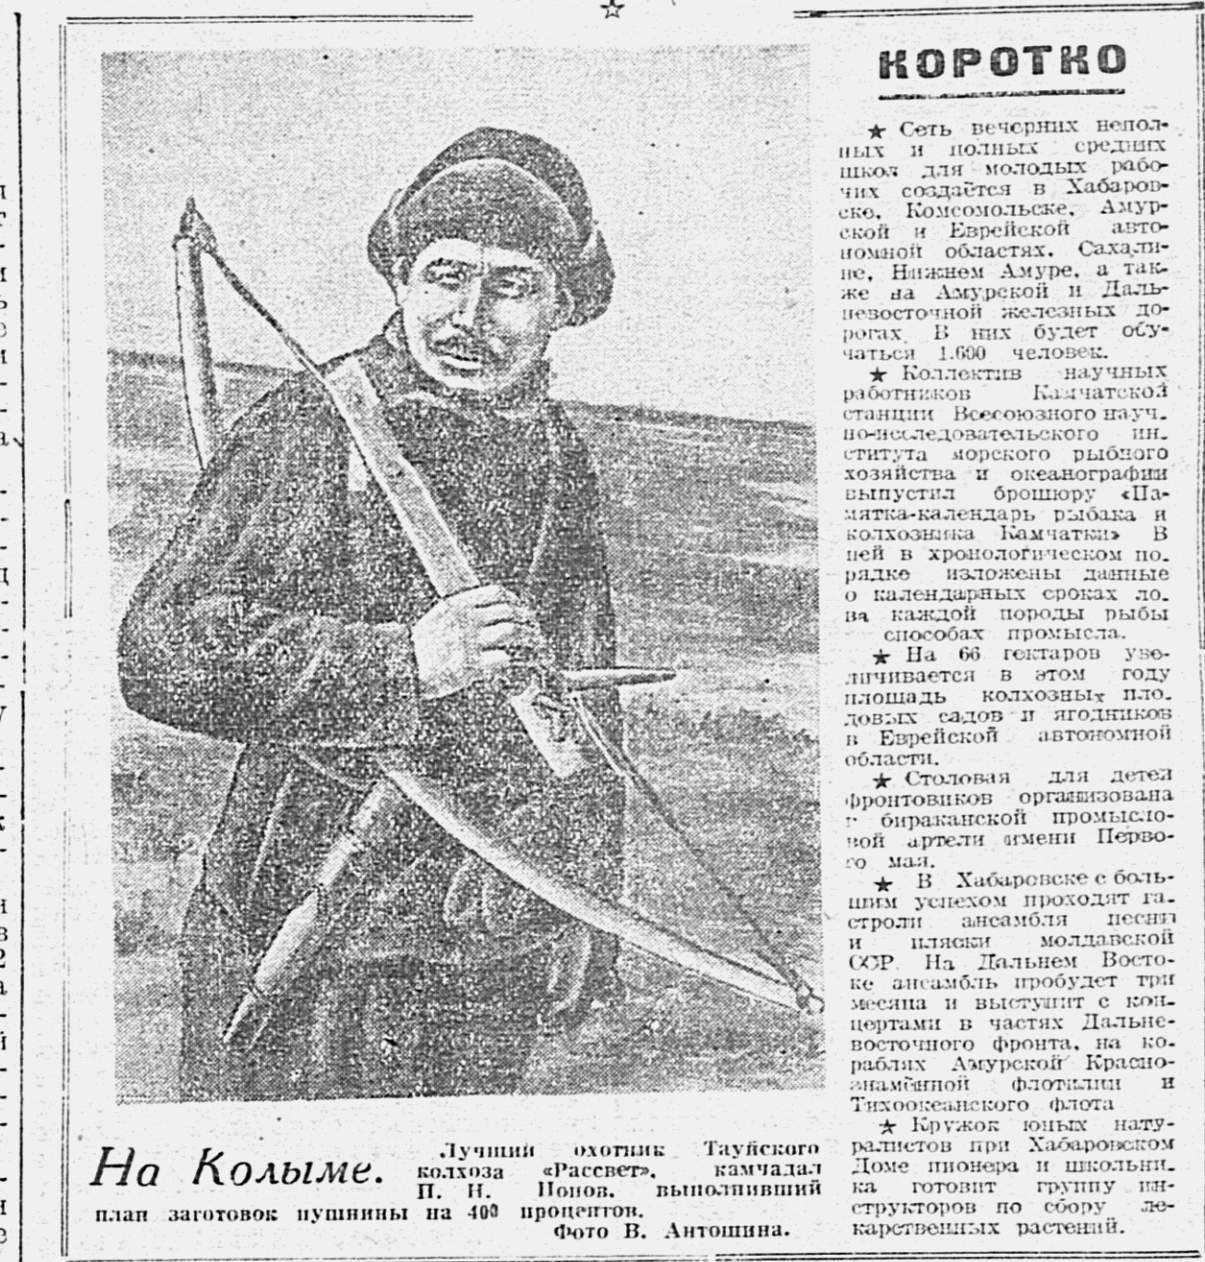 На Колыме.
Лучший охотник Тауйского
колхоза «Рассвет», камчадал
П. Н. Попов, выполнивший
план заготовок пушнины на 400 процентов.
Фото В. Антошина.
КОРОТКО
★ Сеть вечерних непол-
ных и полных средних
школ для молодых рабо-
чих создаётся в Хабаров-
ске, Комсомольске, Амур-
ской и Еврейской авто-
номной областях, Сахали-
не, Нижнем Амуре, а так-
же на Амурской и Даль-
невосточной железных до-
рогах. В них будет обу-
чаться 1.600 человек.
★ Коллектив научных
работников Камчатской
станции Всесоюзного науч-
но-исследовательского ин-
ститута морского рыбного
хозяйства и океанографии
выпустил брошюру «Па-
мятка-календарь рыбака и
колхозника Камчатки» В
ней в хронологическом по-
рядке изложены данные
о календарных сроках ло-
ва каждой породы рыбы
способах промысла.
★ На 66 гектаров уве-
личивается в этом году
площадь колхозных пло-
довых садов и ягодников
в Еврейской автономной
области.
★ Столовая для детей
фронтовиков организована
в бираканской промысло-
вой артели имени Перво-
го мая.
★ В Хабаровске с боль-
шим успехом проходят га-
строли ансамбля песни
и пляски молдавской
ССР. На Дальнем Восто-
ке ансамбль пробудет три
месяца и выступит с кон-
цертами в частях Дальне-
восточного фронта, на ко-
раблях Амурской Красно-
знамённой флотилии и
Тихоокеанского флота
★ Кружок юных нату-
ралистов при Хабаровском
Доме пионера и школьни-
ка готовит группу ин-
структоров по сбору ле-
карственных растений.